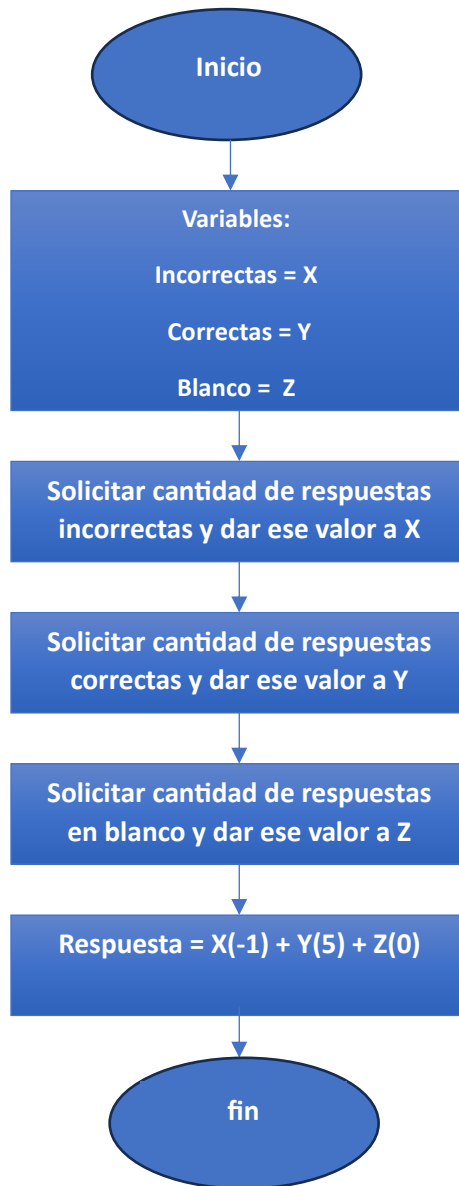 Inicio
Variables:
Incorrectas = X
Correctas = Y
Blanco =  Z
Solicitar cantidad de respuestas
incorrectas y dar ese valor a X
Solicitar cantidad de respuestas
correctas y dar ese valor a Y
Solicitar cantidad de respuestas
en blanco y dar ese valor a Z
Respuesta = X(-1) + Y(5) + Z(0)
fin